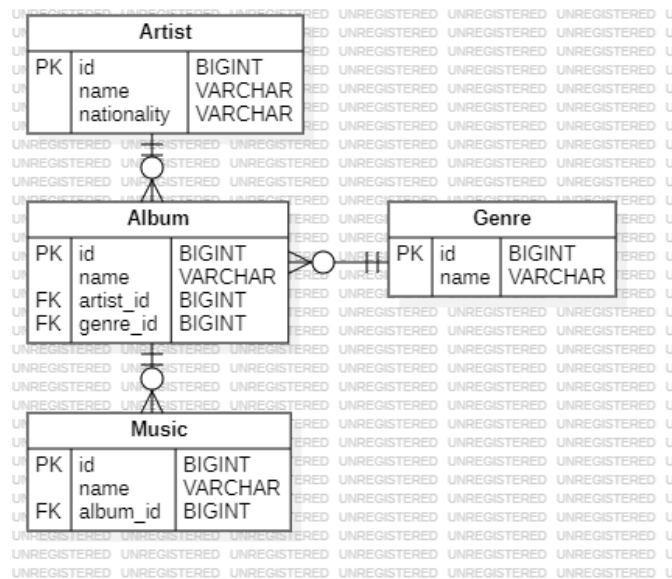 Artist
PK id BIGINT
name VARCHAR
nationality VARCHAR
Album
PK id BIGINT
name VARCHAR
FK artist_id BIGINT
FK genre_id BIGINT
Genre
PK id BIGINT
name VARCHAR
Music
PK id BIGINT
name VARCHAR
FK album_id BIGINT
UNREGISTERED